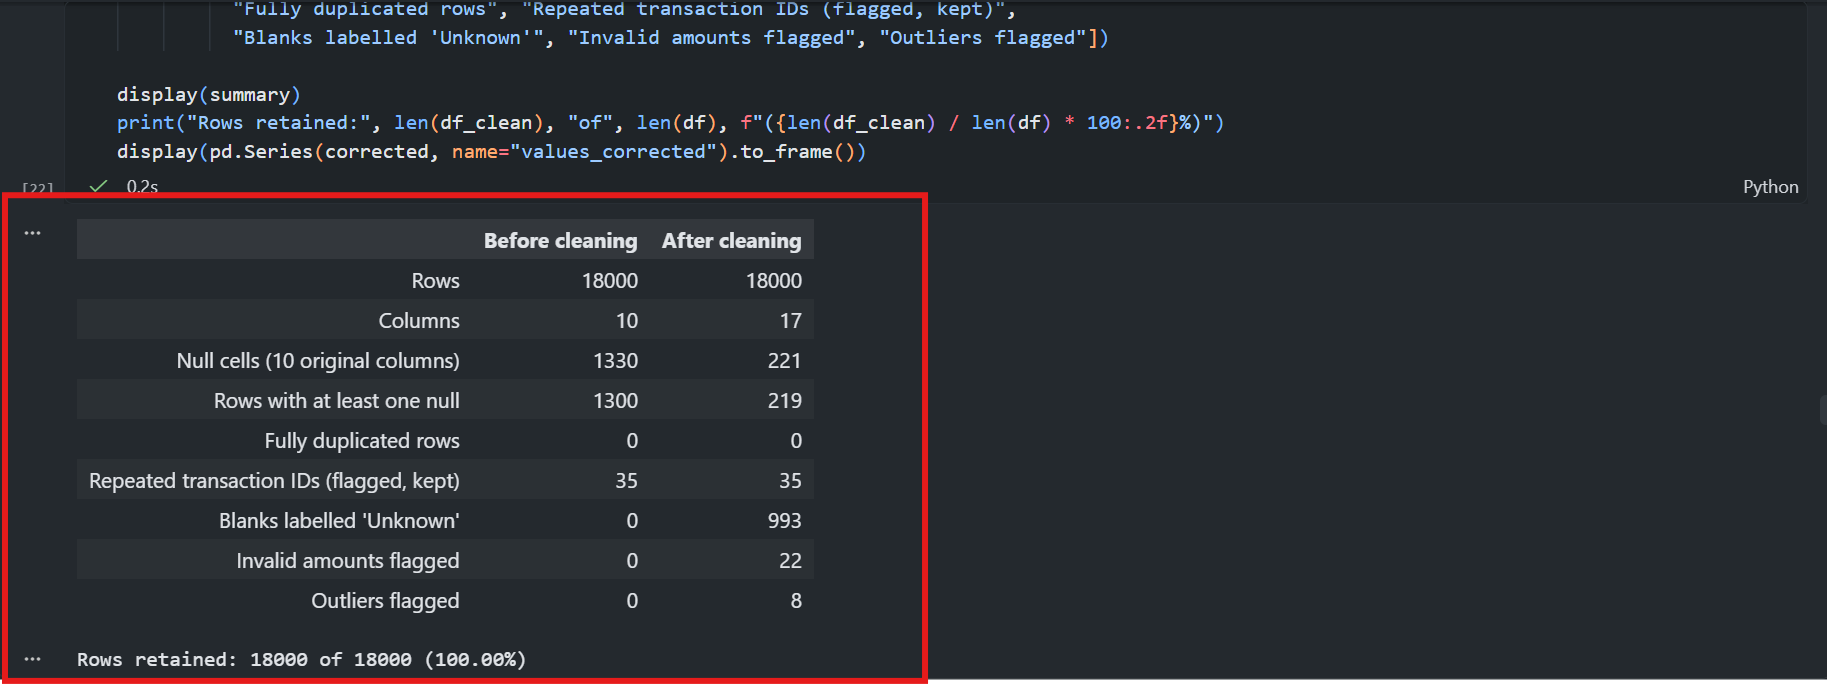 "Fully duplicated rows", "Repeated transaction IDs (flagged, kept)",
"Blanks labelled 'Unknown'", "Invalid amounts flagged", "Outliers flagged"])
display(summary)
print("Rows retained:", len(df_clean), "of", len(df), f"({len(df_clean) / len(df) * 100:.2f}%)")
display(pd.Series(corrected, name="values_corrected").to_frame())
[22] ✓ 0.2s Python
... Before cleaning After cleaning
Rows 18000 18000
Columns 10 17
Null cells (10 original columns) 1330 221
Rows with at least one null 1300 219
Fully duplicated rows 0 0
Repeated transaction IDs (flagged, kept) 35 35
Blanks labelled 'Unknown' 0 993
Invalid amounts flagged 0 22
Outliers flagged 0 8
... Rows retained: 18000 of 18000 (100.00%)